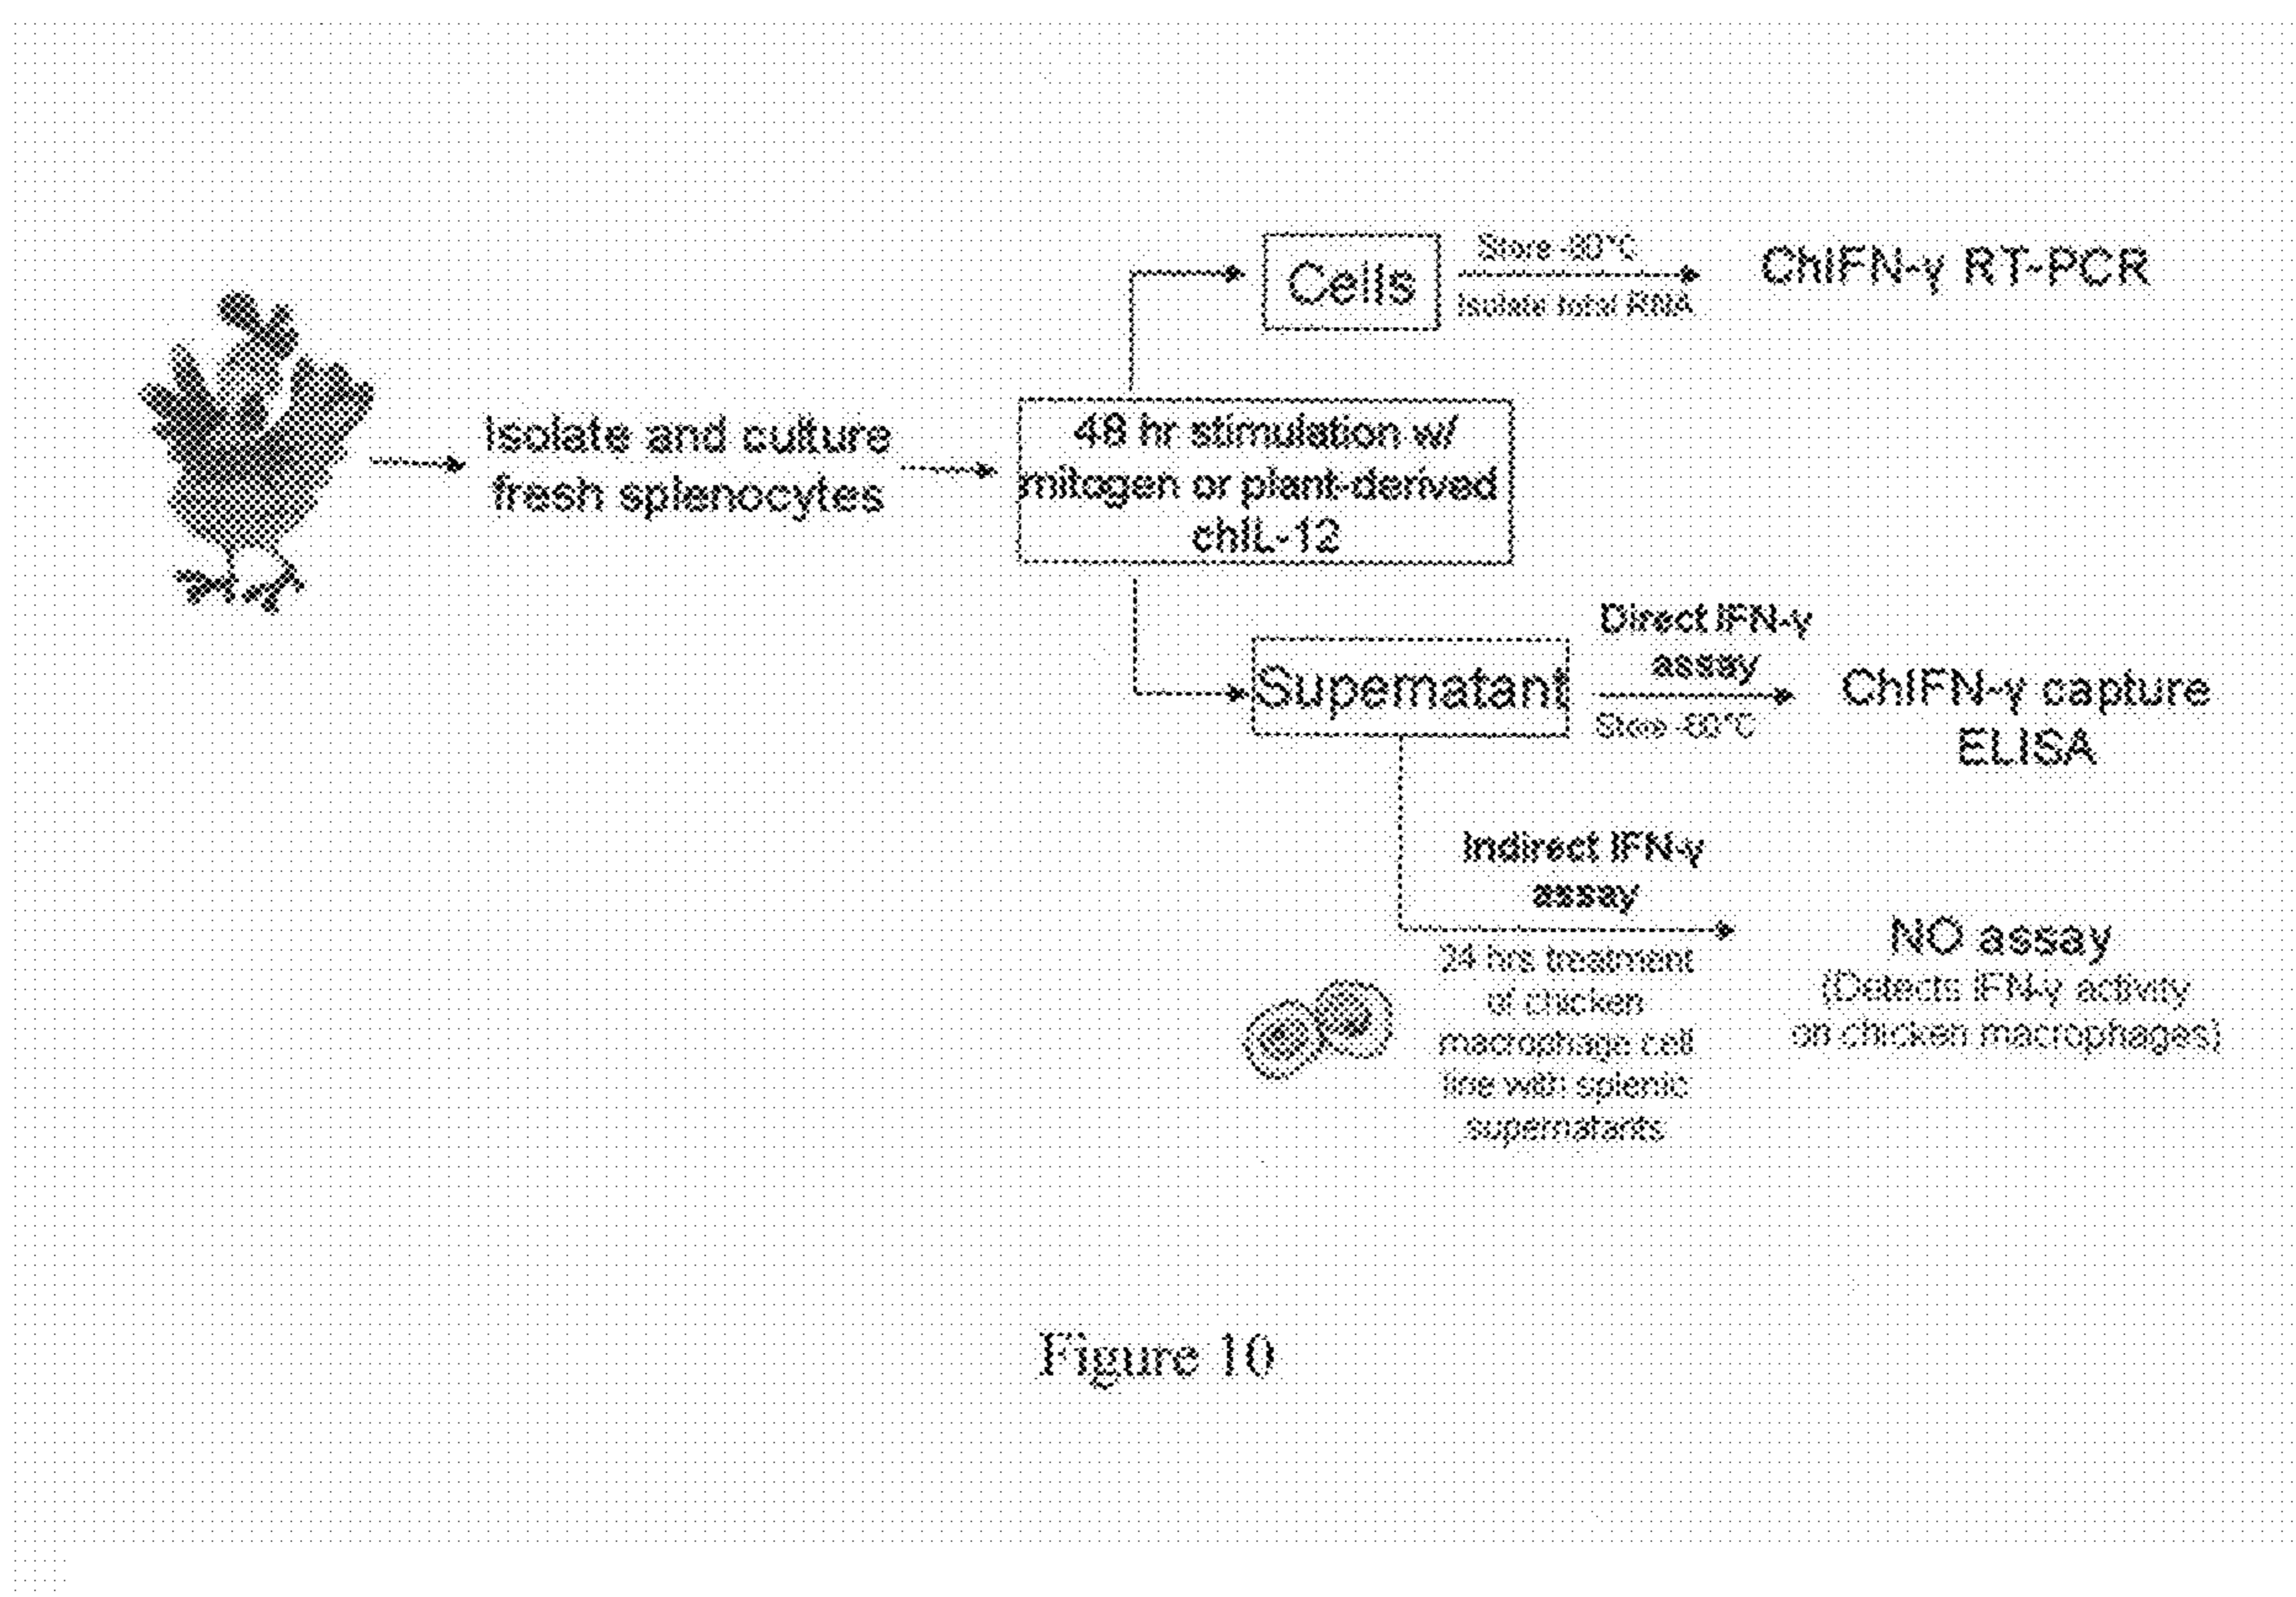 Isolate and culture
fresh splenocytes
48 hr stimulation w/
mitogen or plant-derived
chIL-12
Cells
Store -80°C
Isolate total RNA
ChIFN-γ RT-PCR
Supernatant
Direct IFN-γ
assay
Store -80°C
ChIFN-γ capture
ELISA
Indirect IFN-γ
assay
24 hrs treatment
of chicken
macrophage cell
line with splenic
supernatants
NO assay
(Detects IFN-γ activity
on chicken macrophages)
Figure 10